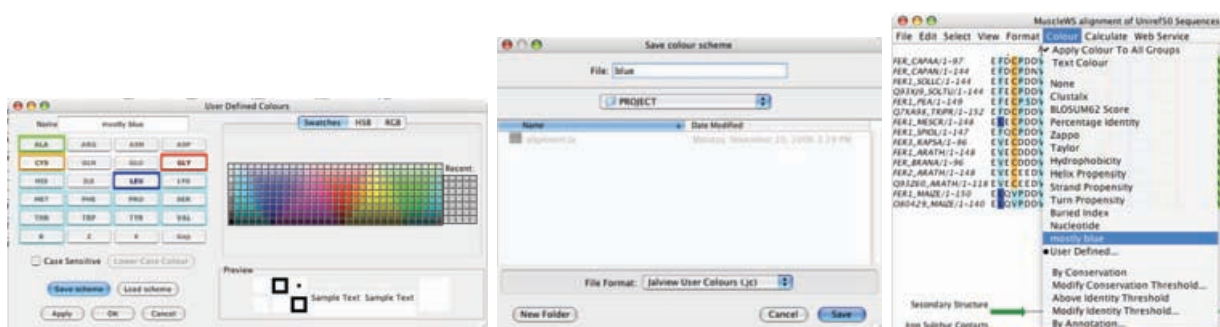 User Defined Colours
Name mostly blue
ALA ARG ASN ASP
CYS GLN GLU GLY
HIS ILE LEU LYS
MET PHE PRO SER
THR TRP TYR VAL
B Z X Gap
Case Sensitive Lower Case Colour
Save scheme Load scheme
Apply OK Cancel
Swatches HSB RGB
Recent:
Preview
Sample Text Sample Text
Save colour scheme
File: blue
PROJECT
Name Date Modified
File Format: Jalview User Colours (.jc)
New Folder Cancel Save
MuscleWS alignment of Uniref50 Sequences
File Edit Select View Format Colour Calculate Web Service
Apply Colour To All Groups
Text Colour
None
Clustalx
BLOSUM62 Score
Percentage Identity
Zappo
Taylor
Hydrophobicity
Helix Propensity
Strand Propensity
Turn Propensity
Buried Index
Nucleotide
mostly blue
User Defined...
By Conservation
Modify Conservation Threshold...
Above Identity Threshold
Modify Identity Threshold...
By Annotation...
FER_CAPAA/1-97
FER_CAPAN/1-144
FER1_SOLLC/1-144
Q93XJ9_SOLTU/1-144
FER1_PEA/1-149
Q7XA98_TRIPR/1-152
FER1_MESCR/1-148
FER1_SPIOL/1-147
FER3_RAPSA/1-96
FER1_ARATH/1-148
FER_BRANA/1-96
FER2_ARATH/1-148
Q93Z60_ARATH/1-118
FER1_MAIZE/1-150
O80429_MAIZE/1-140
Secondary Structure
Iron Sulphur Contacts